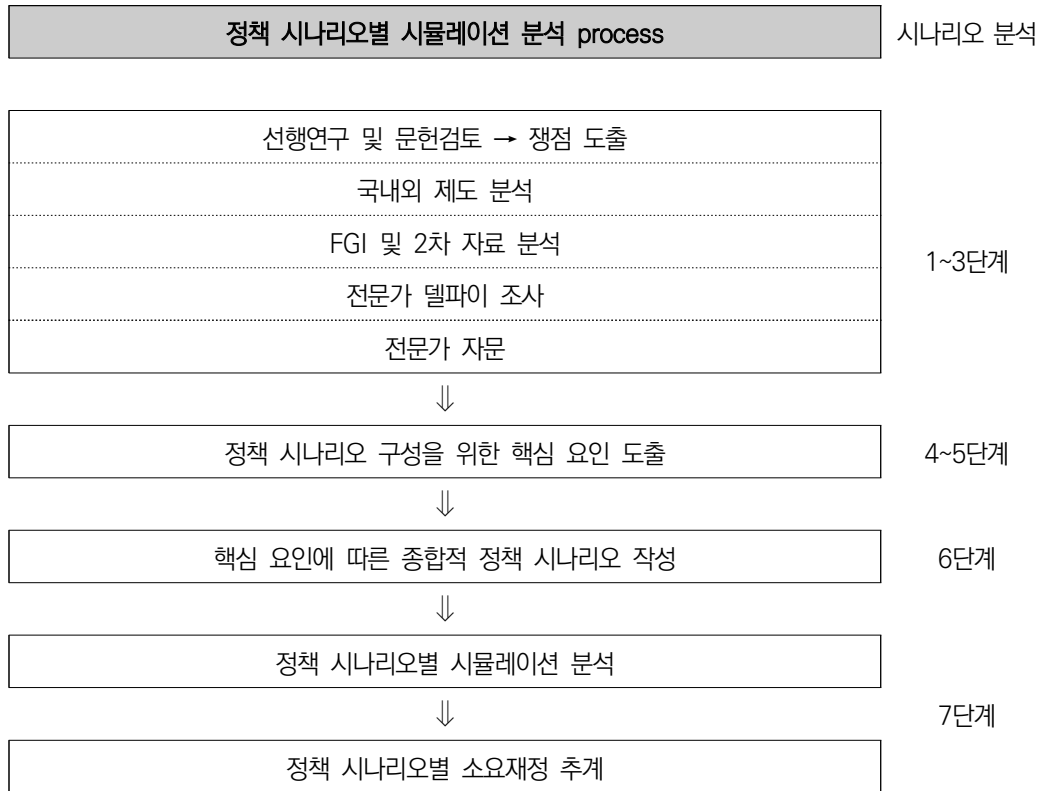 정책 시나리오별 시뮬레이션 분석 process 시나리오 분석
선행연구 및 문헌검토 → 쟁점 도출
국내외 제도 분석
FGI 및 2차 자료 분석
1~3단계
전문가 델파이 조사
전문가 자문
⇓
정책 시나리오 구성을 위한 핵심 요인 도출 4~5단계
⇓
핵심 요인에 따른 종합적 정책 시나리오 작성 6단계
⇓
정책 시나리오별 시뮬레이션 분석
⇓ 7단계
정책 시나리오별 소요재정 추계